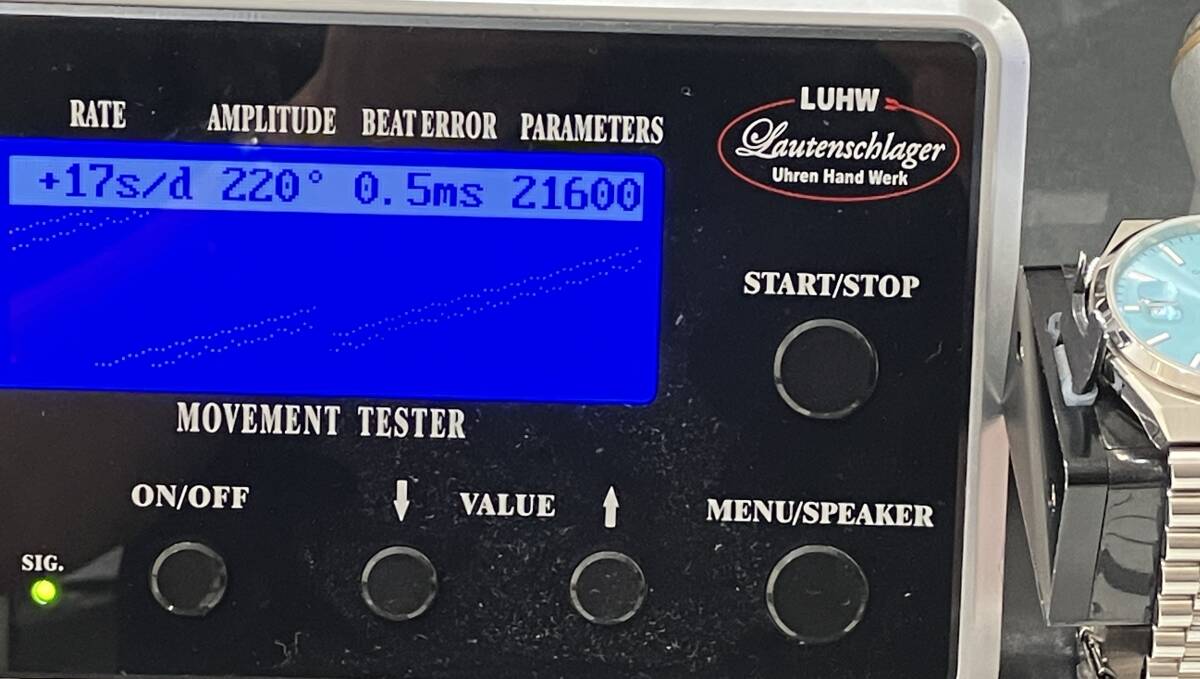 RATE AMPLITUDE BEAT ERROR PARAMETERS
+17s/d 220° 0.5ms 21600
LUHW
Lautenschlager
Uhren Hand Werk
START/STOP
MOVEMENT TESTER
ON/OFF
↓ VALUE ↑
MENU/SPEAKER
SIG.